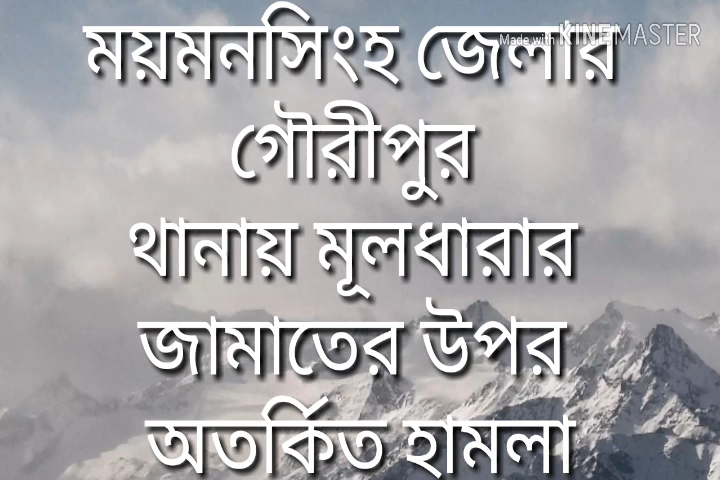 Made with KINEMASTER
ময়মনসিংহ জেলার
গৌরীপুর
থানায় মূলধারার
জামাতের উপর
অতর্কিত হামলা